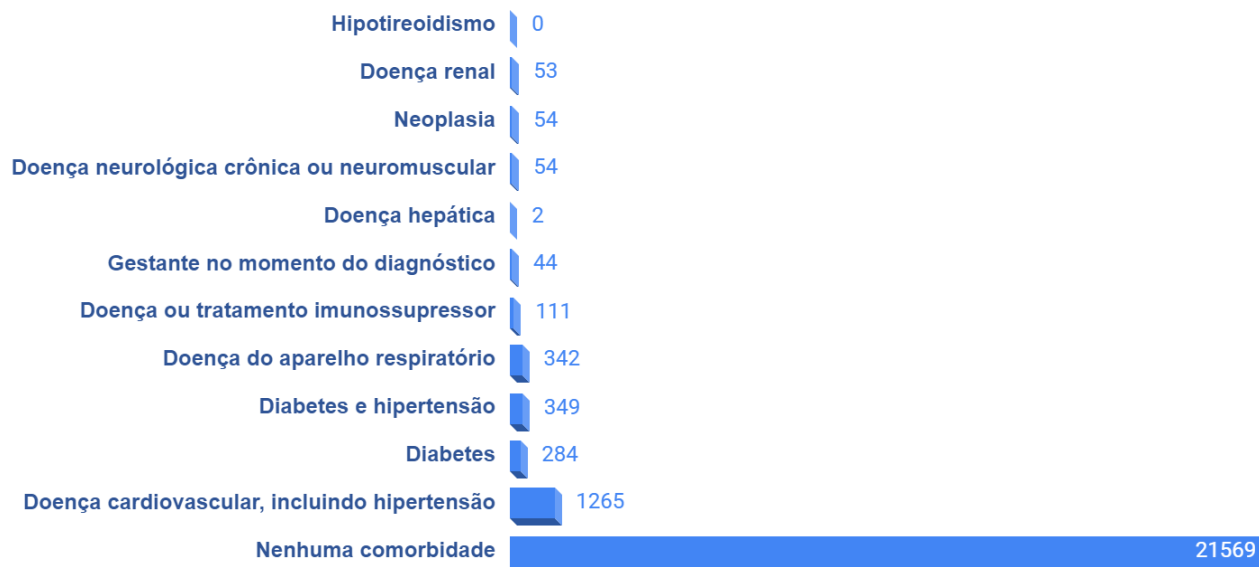 Hipotireoidismo 0
Doença renal 53
Neoplasia 54
Doença neurológica crônica ou neuromuscular 54
Doença hepática 2
Gestante no momento do diagnóstico 44
Doença ou tratamento imunossupressor 111
Doença do aparelho respiratório 342
Diabetes e hipertensão 349
Diabetes 284
Doença cardiovascular, incluindo hipertensão 1265
Nenhuma comorbidade 21569